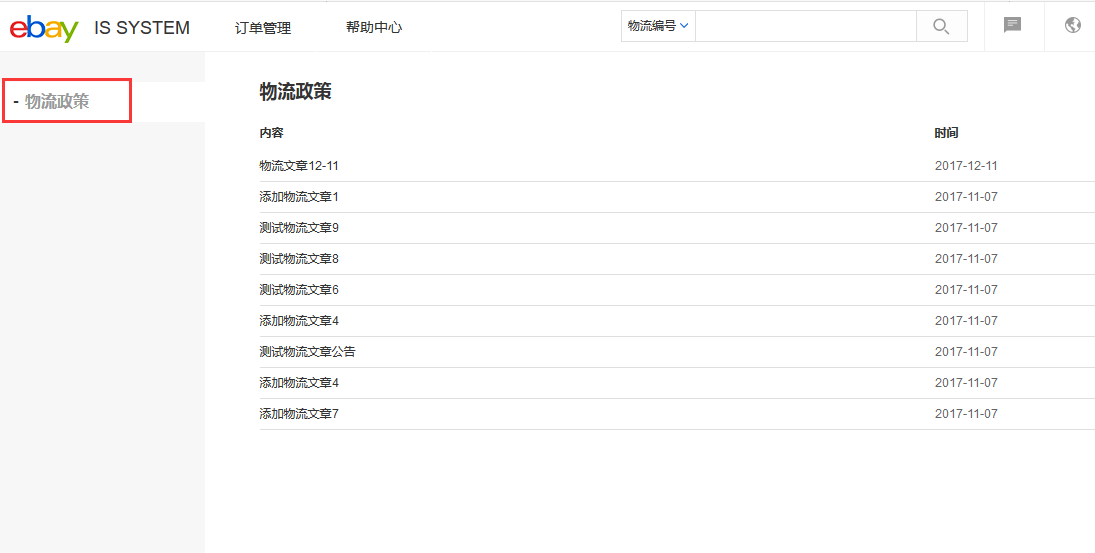 ebay IS SYSTEM 订单管理 帮助中心 物流编号
- 物流政策
物流政策
内容 时间
物流文章12-11 2017-12-11
添加物流文章1 2017-11-07
测试物流文章9 2017-11-07
测试物流文章8 2017-11-07
测试物流文章6 2017-11-07
添加物流文章4 2017-11-07
测试物流文章公告 2017-11-07
添加物流文章4 2017-11-07
添加物流文章7 2017-11-07